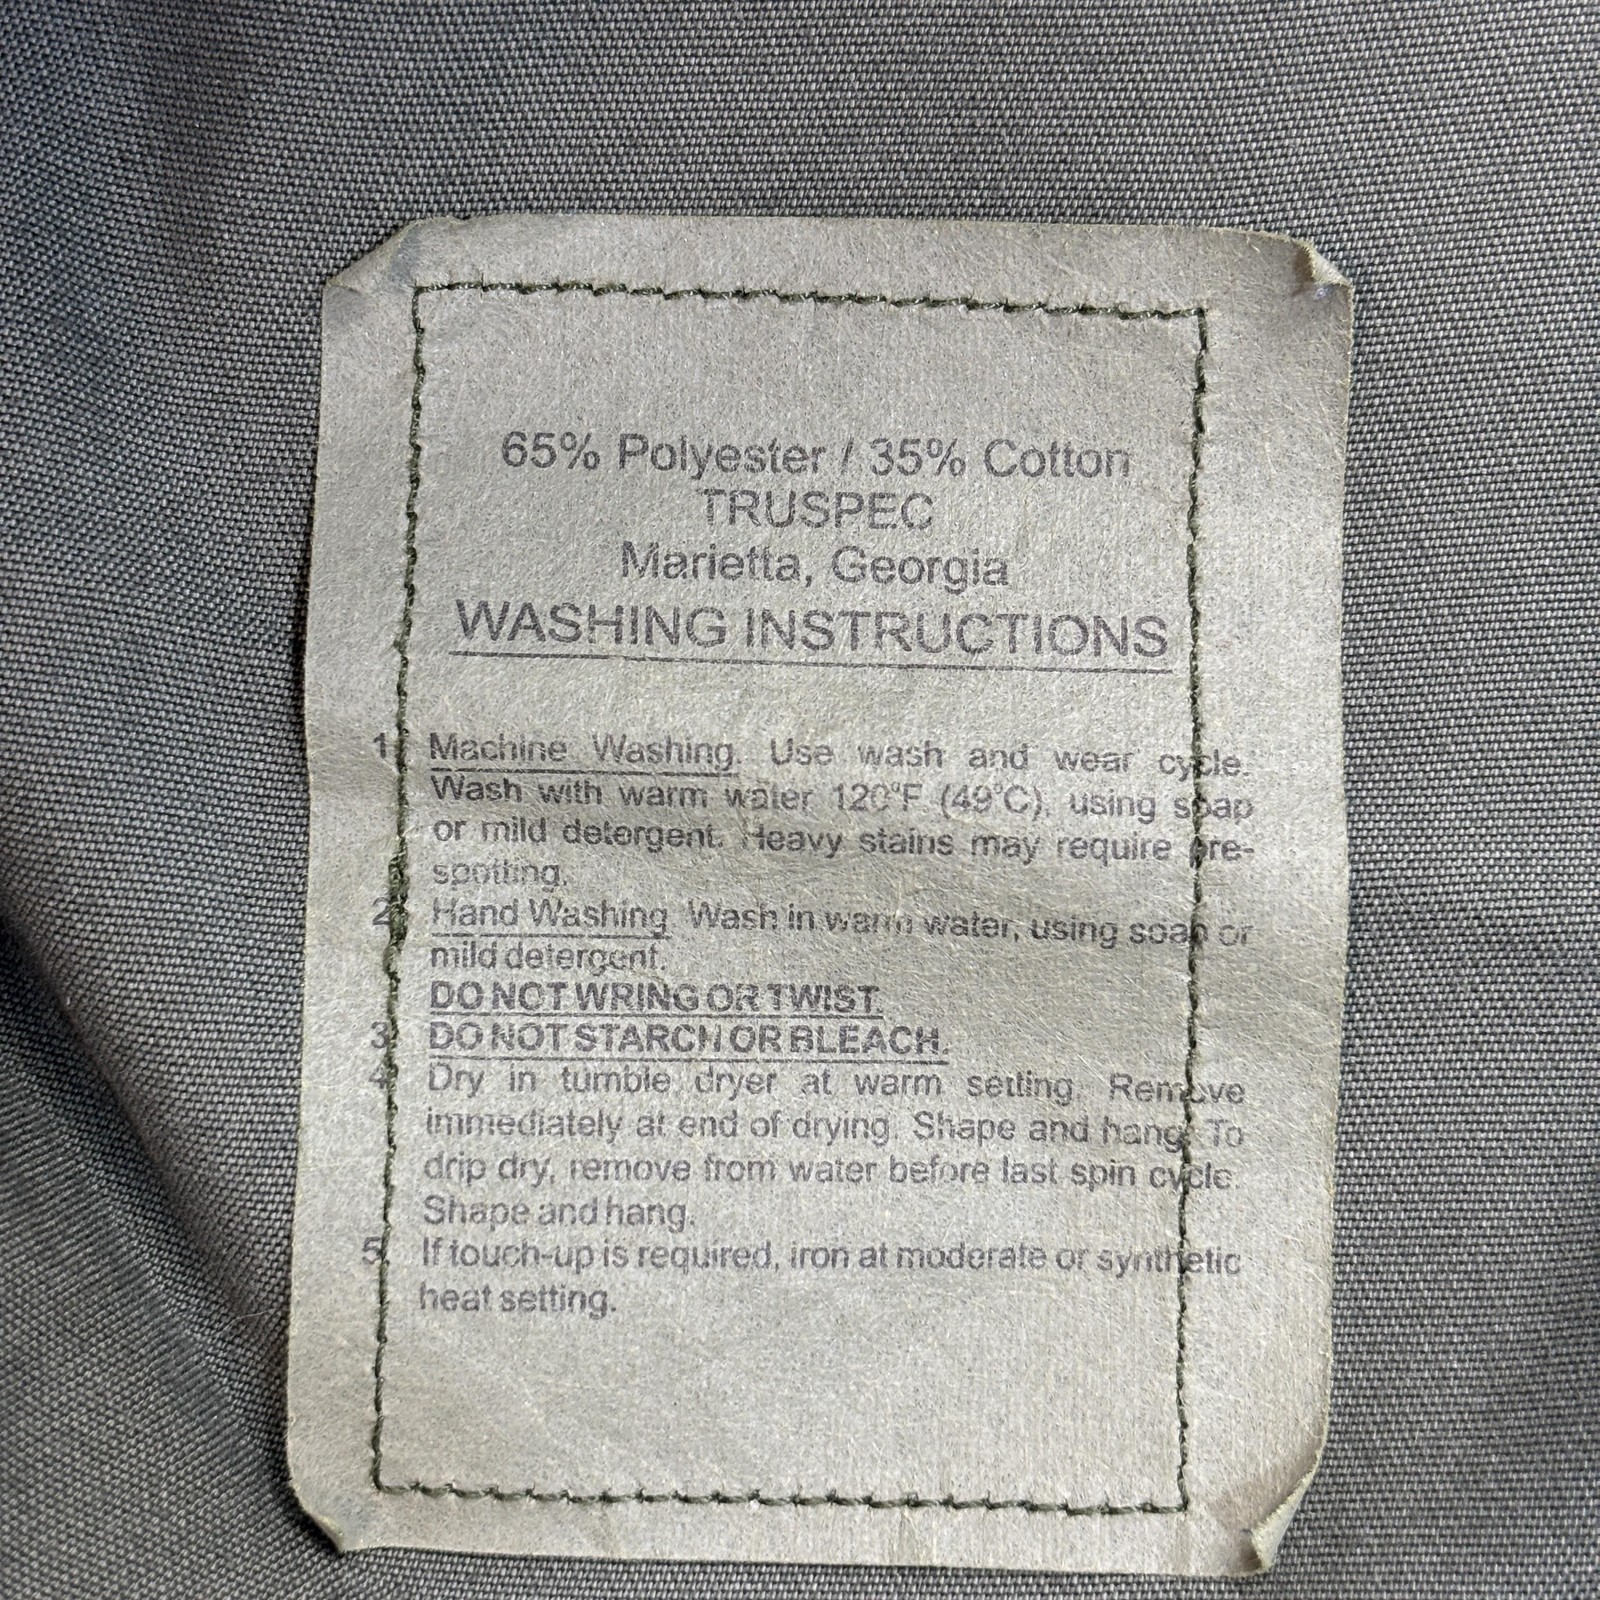 65% Polyester / 35% Cotton
TRUSPEC
Marietta, Georgia
WASHING INSTRUCTIONS
1. Machine Washing. Use wash and wear cycle.
Wash with warm water 120°F (49°C), using soap
or mild detergent. Heavy stains may require pre-
spotting.
2. Hand Washing. Wash in warm water, using soap or
mild detergent.
DO NOT WRING OR TWIST.
3. DO NOT STARCH OR BLEACH.
4. Dry in tumble dryer at warm setting. Remove
immediately at end of drying. Shape and hang. To
drip dry, remove from water before last spin cycle.
Shape and hang.
5. If touch-up is required, iron at moderate or synthetic
heat setting.